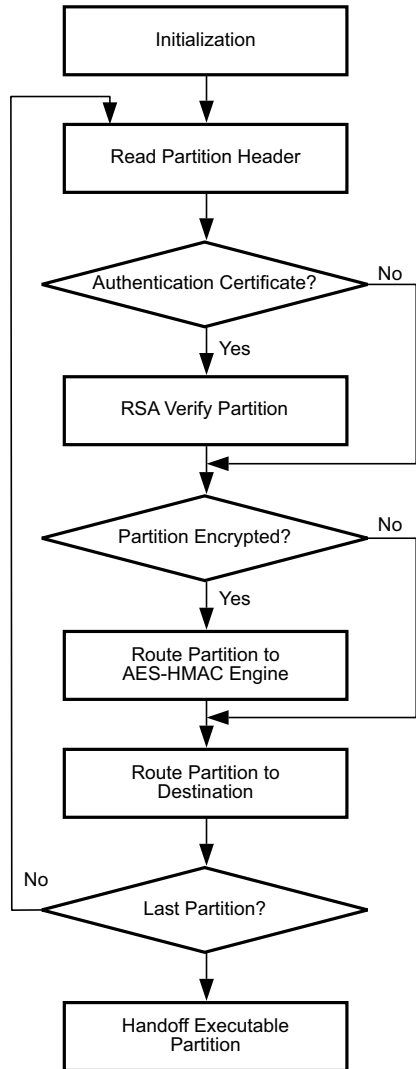 Initialization
Read Partition Header
Authentication Certificate?
No
Yes
RSA Verify Partition
Partition Encrypted?
No
Yes
Route Partition to
AES-HMAC Engine
Route Partition to
Destination
No
Last Partition?
Handoff Executable
Partition